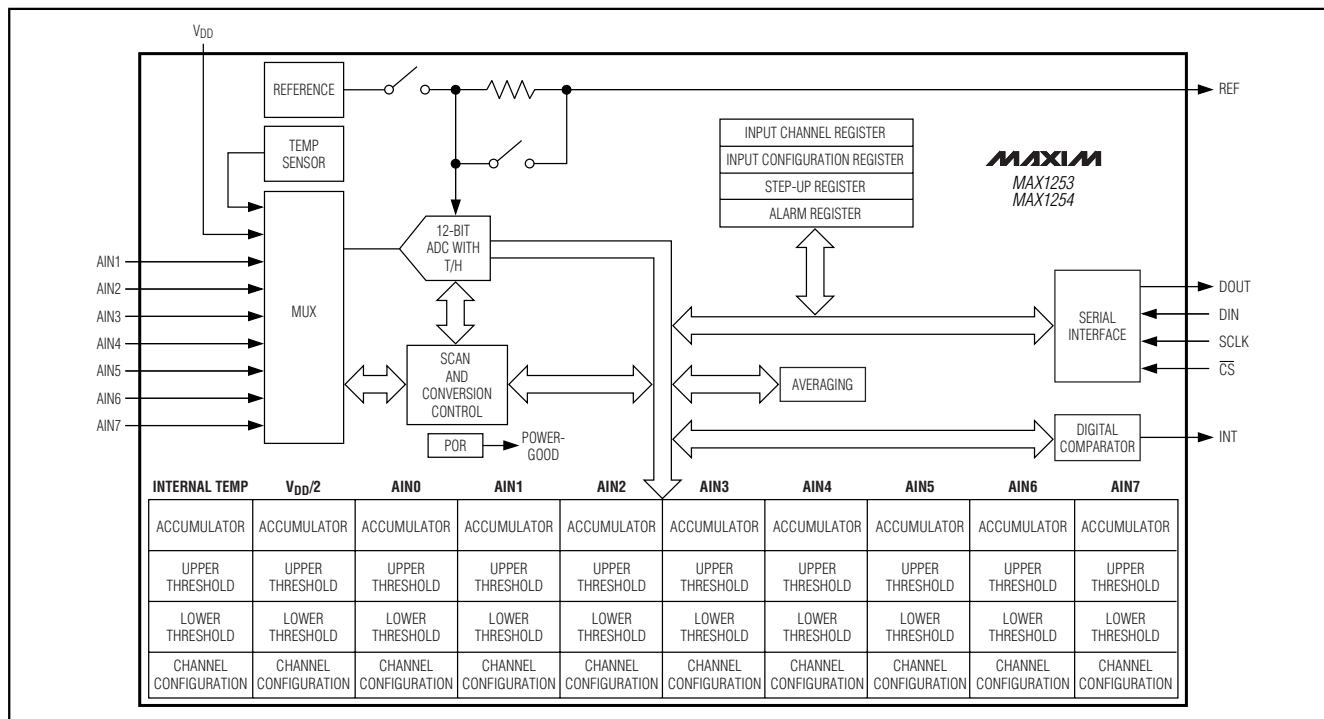 VDD
REFERENCE
REF
TEMP
SENSOR
INPUT CHANNEL REGISTER
INPUT CONFIGURATION REGISTER
STEP-UP REGISTER
ALARM REGISTER
MAXIM
MAX1253
MAX1254
12-BIT
ADC WITH
T/H
AIN1
AIN2
AIN3
AIN4
AIN5
AIN6
AIN7
MUX
SCAN
AND
CONVERSION
CONTROL
SERIAL
INTERFACE
DOUT
DIN
SCLK
CS
AVERAGING
POR
POWER-
GOOD
DIGITAL
COMPARATOR
INT
INTERNAL TEMP VDD/2 AIN0 AIN1 AIN2 AIN3 AIN4 AIN5 AIN6 AIN7
ACCUMULATOR ACCUMULATOR ACCUMULATOR ACCUMULATOR ACCUMULATOR ACCUMULATOR ACCUMULATOR ACCUMULATOR ACCUMULATOR ACCUMULATOR
UPPER UPPER UPPER UPPER UPPER UPPER UPPER UPPER UPPER UPPER
THRESHOLD THRESHOLD THRESHOLD THRESHOLD THRESHOLD THRESHOLD THRESHOLD THRESHOLD THRESHOLD THRESHOLD
LOWER LOWER LOWER LOWER LOWER LOWER LOWER LOWER LOWER LOWER
THRESHOLD THRESHOLD THRESHOLD THRESHOLD THRESHOLD THRESHOLD THRESHOLD THRESHOLD THRESHOLD THRESHOLD
CHANNEL CHANNEL CHANNEL CHANNEL CHANNEL CHANNEL CHANNEL CHANNEL CHANNEL CHANNEL
CONFIGURATION CONFIGURATION CONFIGURATION CONFIGURATION CONFIGURATION CONFIGURATION CONFIGURATION CONFIGURATION CONFIGURATION CONFIGURATION